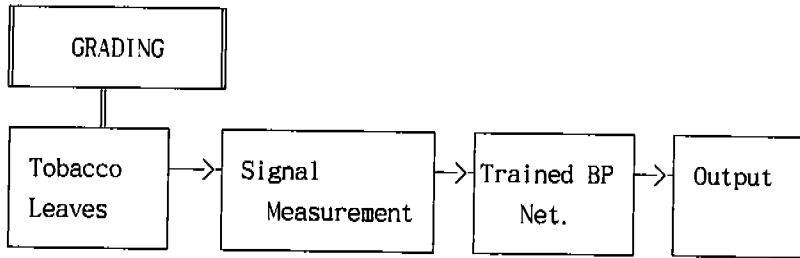 GRADING
Tobacco
Leaves
Signal
Measurement
Trained BP
Net.
Output